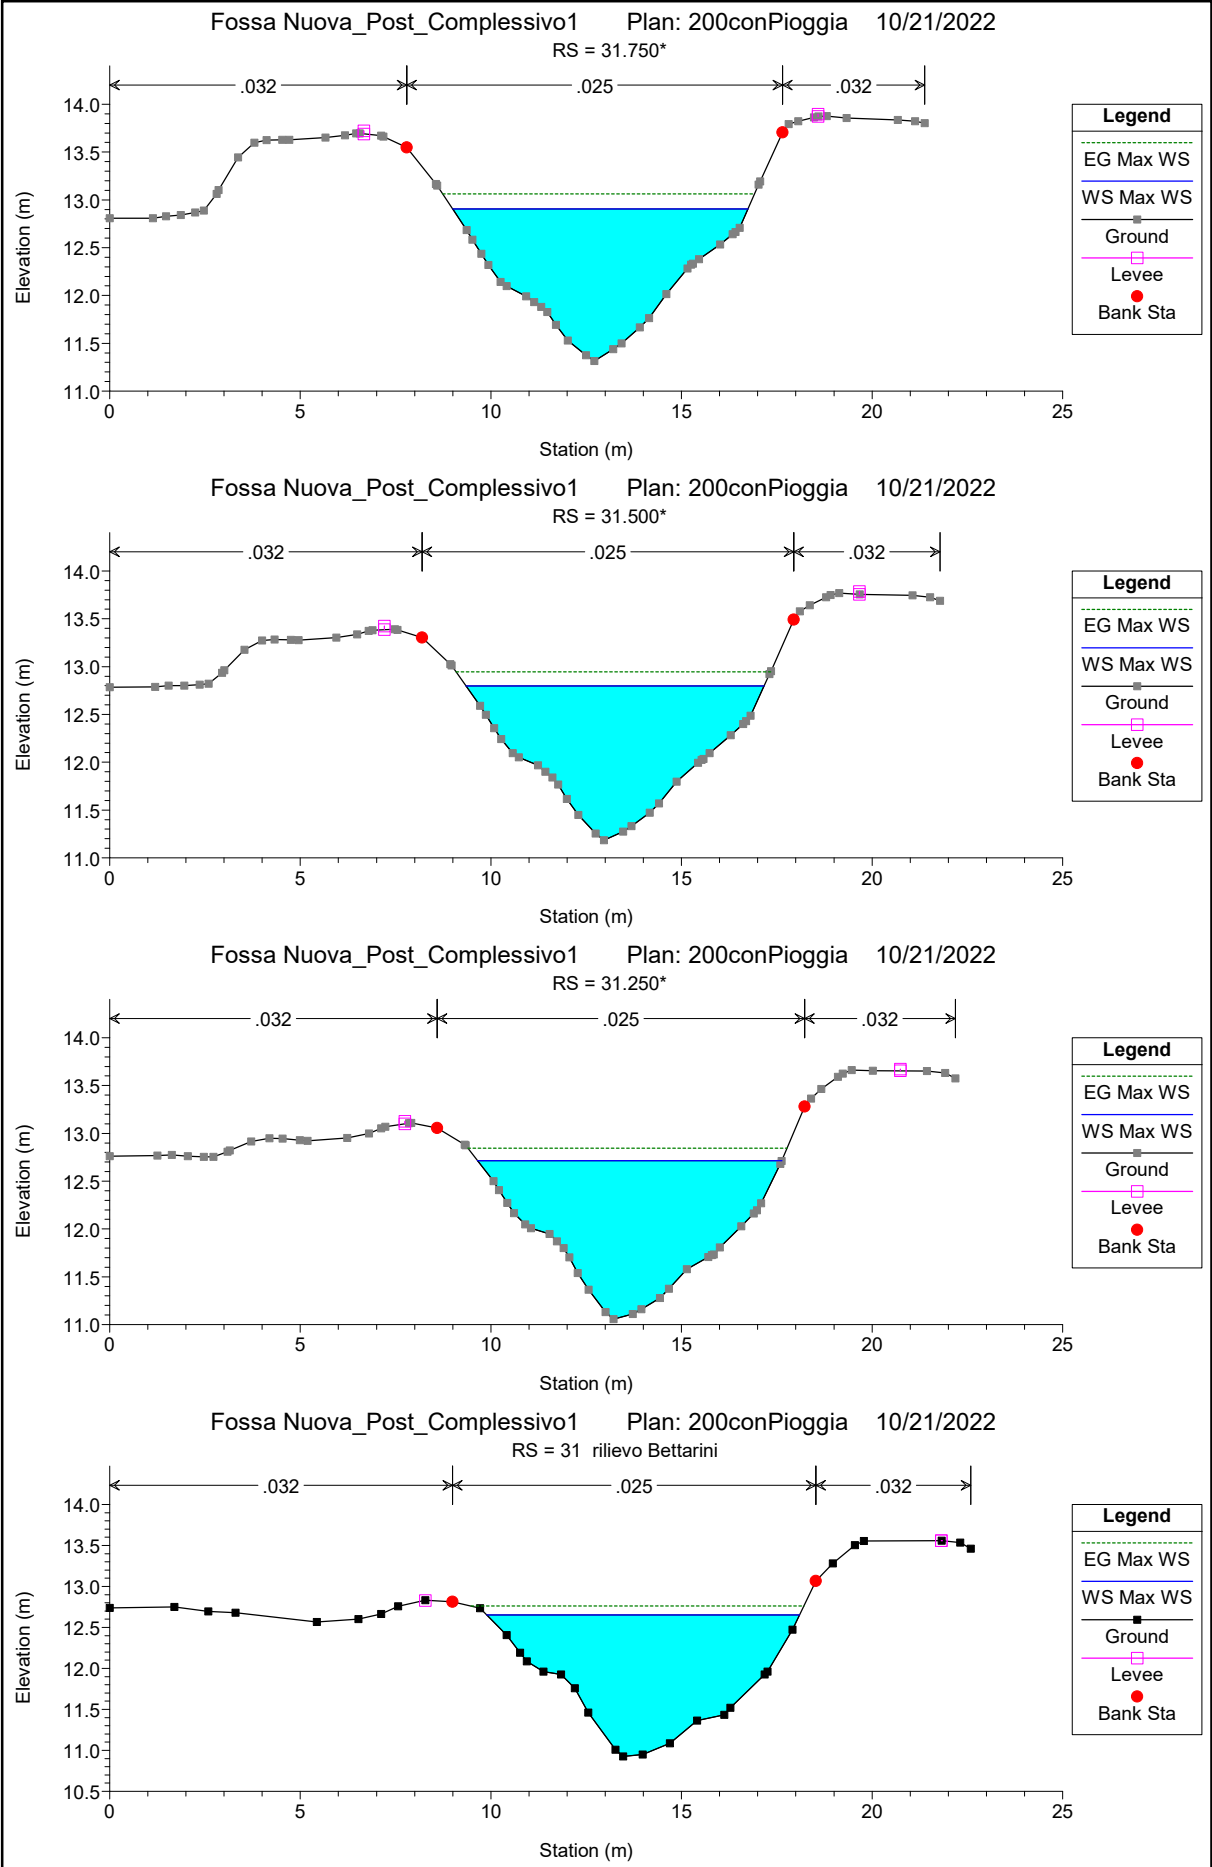 Fossa Nuova_Post_Complessivo1 Plan: 200conPioggia 10/21/2022
RS = 31.750*
.032 .025 .032
14.0
13.5
13.0
12.5
12.0
11.5
11.0
Elevation (m)
0 5 10 15 20 25
Station (m)
Legend
EG Max WS
WS Max WS
Ground
Levee
Bank Sta
Fossa Nuova_Post_Complessivo1 Plan: 200conPioggia 10/21/2022
RS = 31.500*
.032 .025 .032
14.0
13.5
13.0
12.5
12.0
11.5
11.0
Elevation (m)
0 5 10 15 20 25
Station (m)
Legend
EG Max WS
WS Max WS
Ground
Levee
Bank Sta
Fossa Nuova_Post_Complessivo1 Plan: 200conPioggia 10/21/2022
RS = 31.250*
.032 .025 .032
14.0
13.5
13.0
12.5
12.0
11.5
11.0
Elevation (m)
0 5 10 15 20 25
Station (m)
Legend
EG Max WS
WS Max WS
Ground
Levee
Bank Sta
Fossa Nuova_Post_Complessivo1 Plan: 200conPioggia 10/21/2022
RS = 31 rilievo Bettarini
.032 .025 .032
14.0
13.5
13.0
12.5
12.0
11.5
11.0
10.5
Elevation (m)
0 5 10 15 20 25
Station (m)
Legend
EG Max WS
WS Max WS
Ground
Levee
Bank Sta